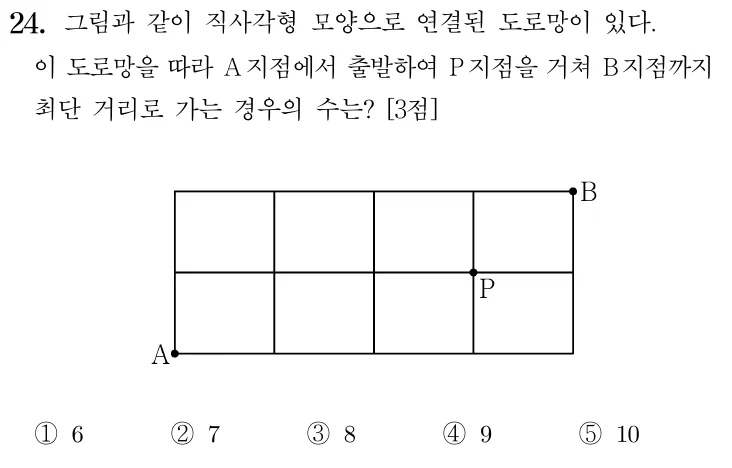 24. 그림과 같이 직사각형 모양으로 연결된 도로망이 있다.
이 도로망을 따라 A지점에서 출발하여 P지점을 거쳐 B지점까지
최단 거리로 가는 경우의 수는? [3점]
B
P
A
① 6 ② 7 ③ 8 ④ 9 ⑤ 10